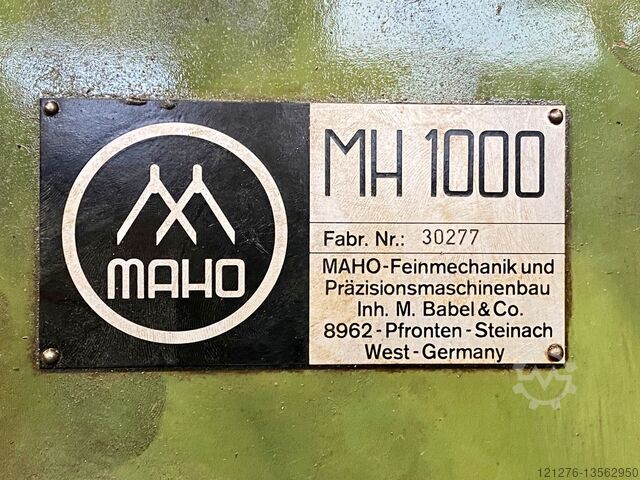 MAHO
MH 1000
Fabr. Nr.: 30277
MAHO-Feinmechanik und
Präzisionsmaschinenbau
Inh. M. Babel & Co.
8962-Pfronten-Steinach
West-Germany
121276-13562950